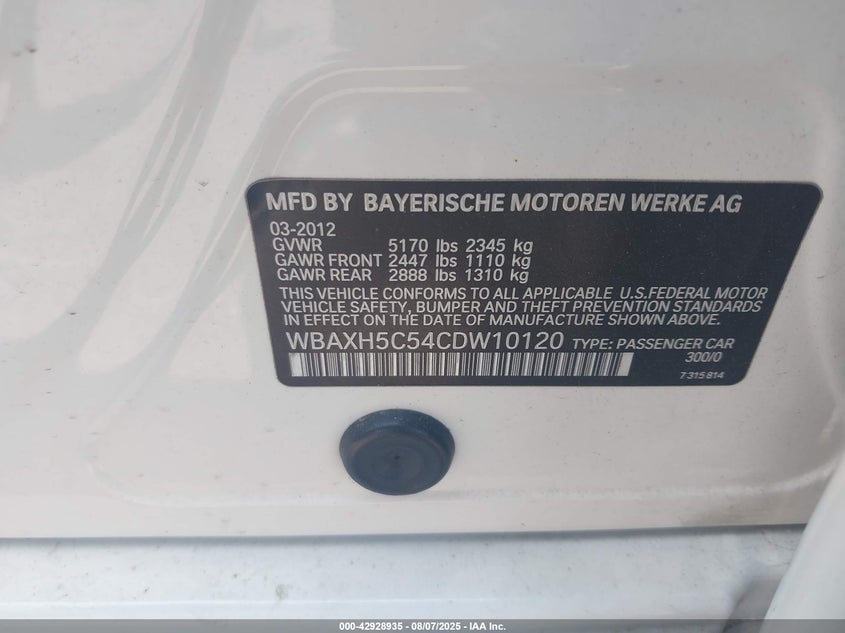 MFD BY BAYERISCHE MOTOREN WERKE AG
03-2012
GVWR 5170 lbs 2345 kg
GAWR FRONT 2447 lbs 1110 kg
GAWR REAR 2888 lbs 1310 kg
THIS VEHICLE CONFORMS TO ALL APPLICABLE U.S.FEDERAL MOTOR
VEHICLE SAFETY, BUMPER AND THEFT PREVENTION STANDARDS
IN EFFECT ON THE DATE OF MANUFACTURE SHOWN ABOVE.
WBAXH5C54CDW10120 TYPE: PASSENGER CAR
300/0
7315814
000-42928935 - 08/07/2025 - IAA Inc.